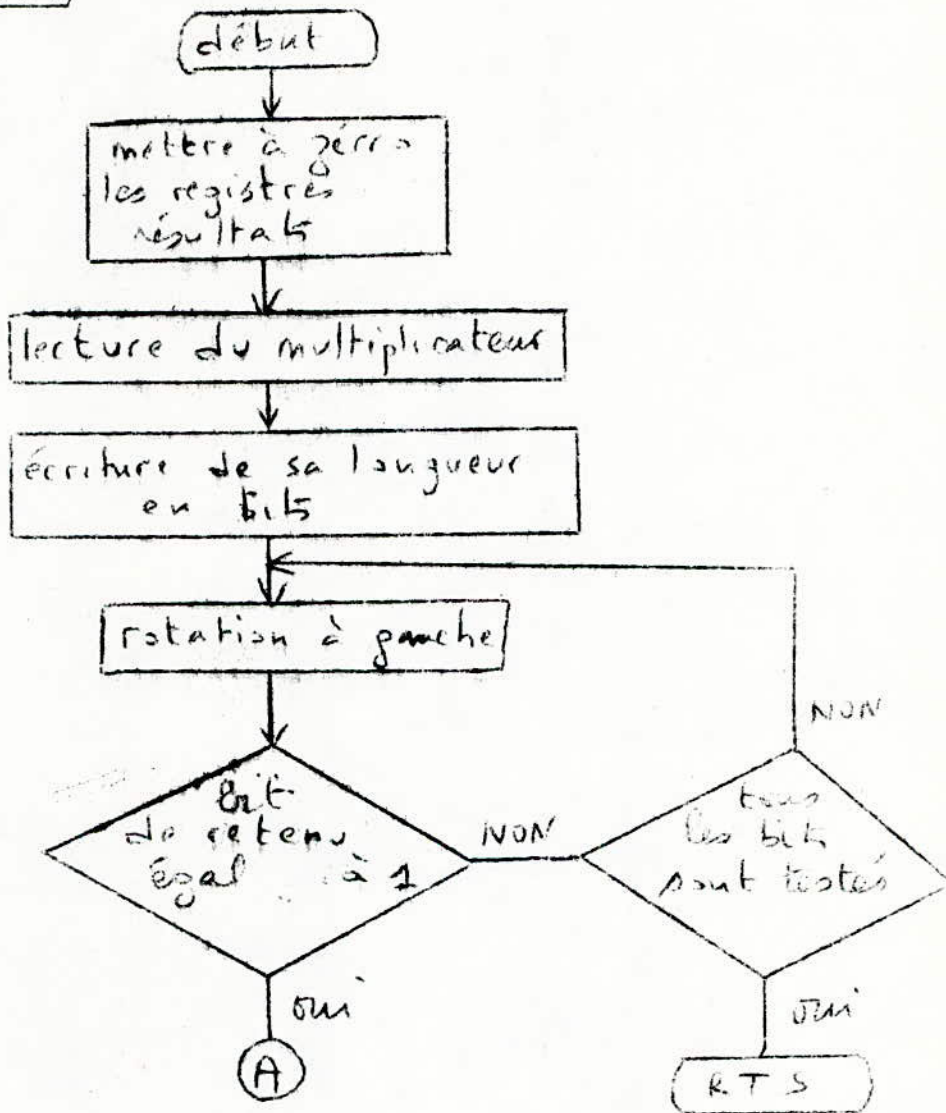 début
mettre à zérro
les registres
résultats
lecture du multiplicateur
écriture de sa longueur
en bits
rotation à gauche
bit
de retenu
égal à 1
NON
oui
A
NON
tous
les bits
sont testés
oui
RTS